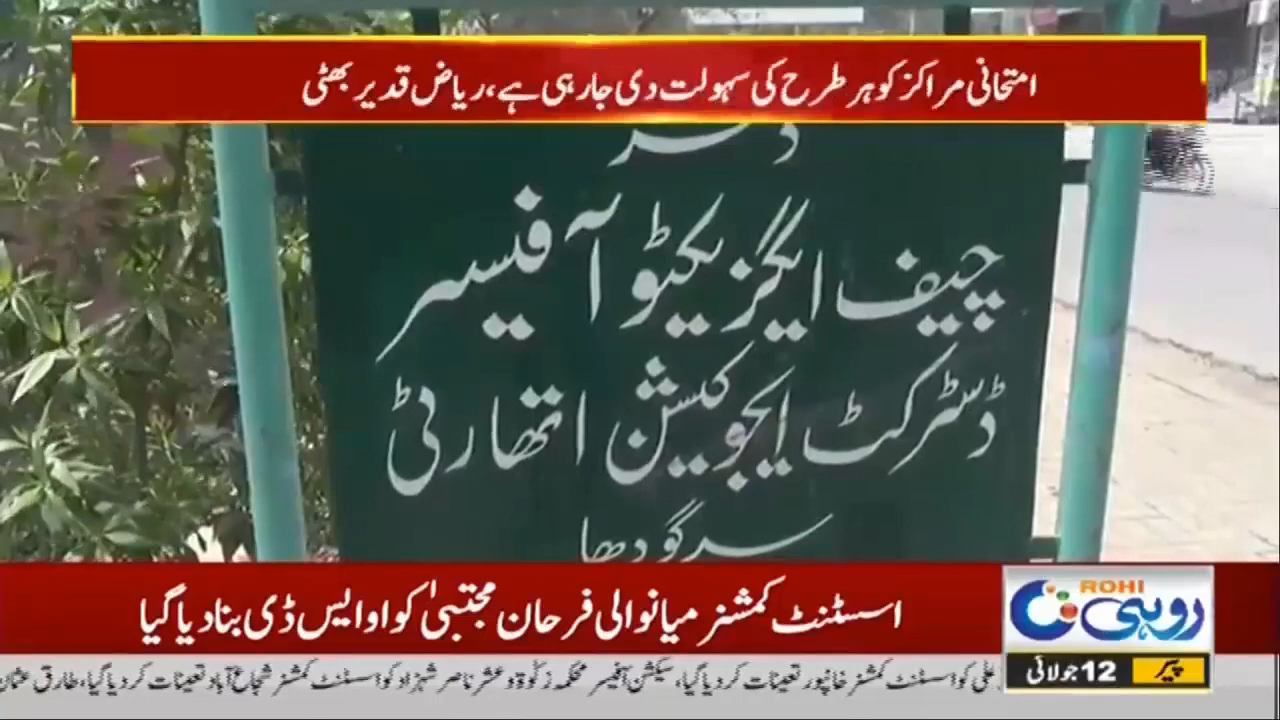 امتحانی مراکز کو ہر طرح کی سہولت دی جا رہی ہے، ریاض قدیر بھٹی
دفتر
چیف ایگزیکٹو آفیسر
ڈسٹرکٹ ایجوکیشن اتھارٹی
سرگودھا
اسسٹنٹ کمشنر میانوالی فرحان مجتبیٰ کو او ایس ڈی بنا دیا گیا
ROHI
روہی
علی کو اسسٹنٹ کمشنر خانپور تعینات کر دیا گیا، سیکشن آفیسر محکمہ زکوٰۃ و عشر ناصر شہزاد کو اسسٹنٹ کمشنر شجاع آباد تعینات کر دیا گیا، طارق عثمان
پیر 12 جولائی